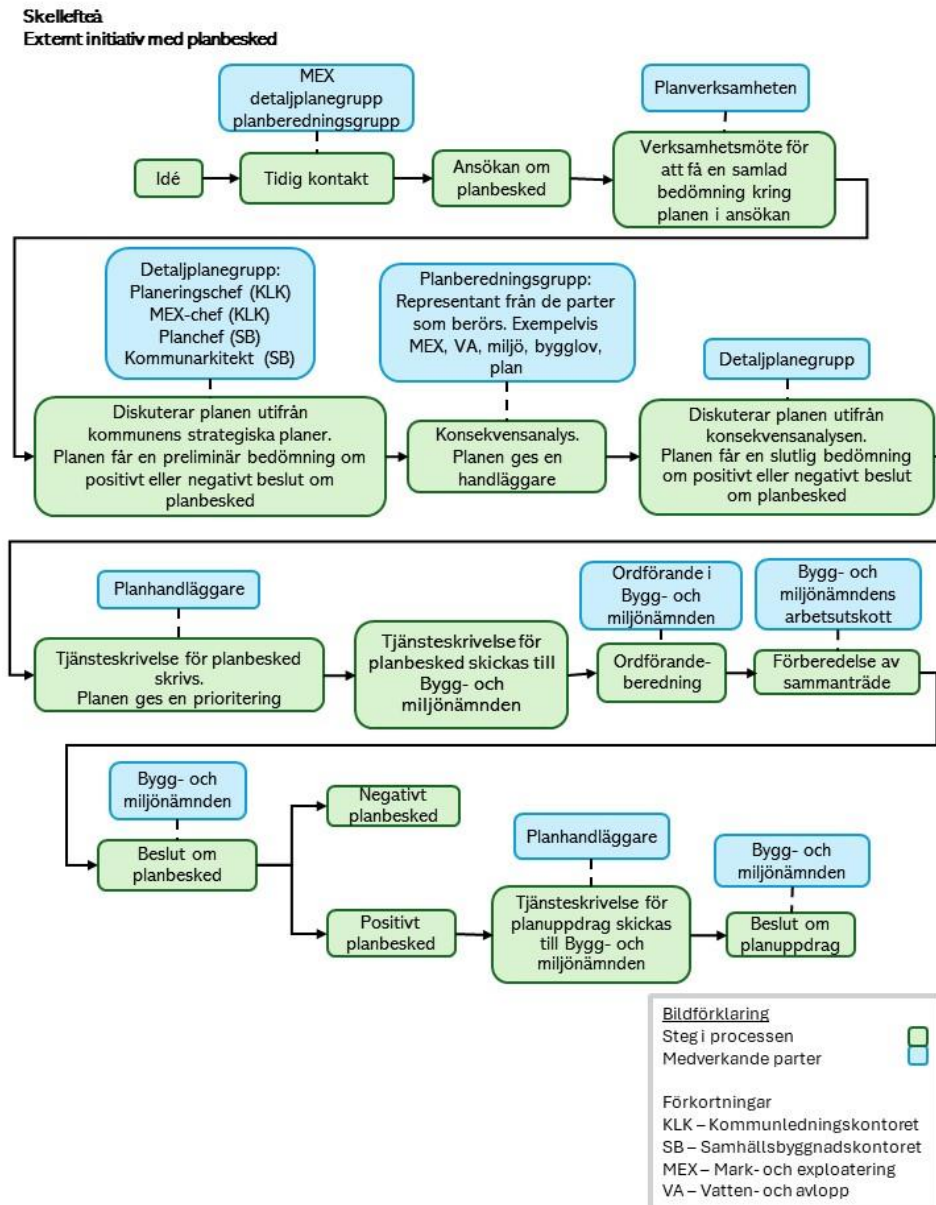 Skellefteå
Externt initiativ med planbesked
MEX
detaljplanegrupp
planberedningsgrupp
Planverksamheten
Idé
Tidig kontakt
Ansökan om
planbesked
Verksamhetsmöte för
att få en samlad
bedömning kring
planen i ansökan
Detaljplanegrupp:
Planeringschef (KLK)
MEX-chef (KLK)
Planchef (SB)
Kommunarkitekt (SB)
Planberedningsgrupp:
Representant från de parter
som berörs. Exempelvis
MEX, VA, miljö, bygglov,
plan
Detaljplanegrupp
Diskuterar planen utifrån
kommunens strategiska planer.
Planen får en preliminär bedömning om
positivt eller negativt beslut om
planbesked
Konsekvensanalys.
Planen ges en
handläggare
Diskuterar planen utifrån
konsekvensanalysen.
Planen får en slutlig bedömning
om positivt eller negativt beslut
om planbesked
Planhandläggare
Ordförande i
Bygg- och
miljönämnden
Bygg- och
miljönämndens
arbetsutskott
Tjänsteskrivelse för planbesked
skrivs.
Planen ges en prioritering
Tjänsteskrivelse för
planbesked skickas till
Bygg- och
miljönämnden
Ordförande-
beredning
Förberedelse av
sammanträde
Bygg- och
miljönämnden
Beslut om
planbesked
Negativt
planbesked
Positivt
planbesked
Planhandläggare
Tjänsteskrivelse för
planuppdrag skickas
till Bygg- och
miljönämnden
Bygg- och
miljönämnden
Beslut om
planuppdrag
Bildförklaring
Steg i processen
Medverkande parter
Förkortningar
KLK – Kommunledningskontoret
SB – Samhällsbyggnadskontoret
MEX – Mark- och exploatering
VA – Vatten- och avlopp